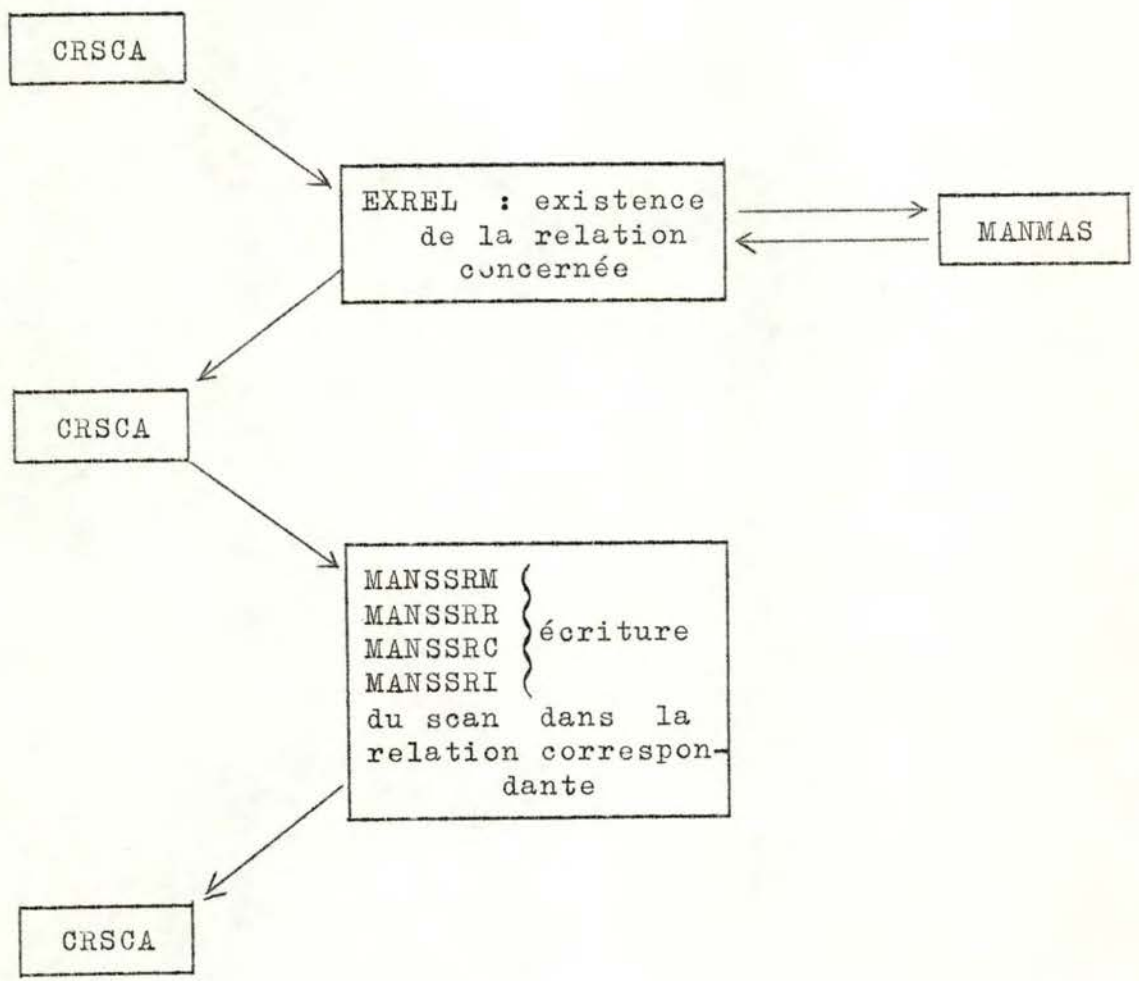 CRSCA
EXREL : existence
de la relation
concernée
MANMAS
CRSCA
MANSSRM
MANSSRR
MANSSRC
MANSSRI
écriture
du scan dans la
relation correspon-
dante
CRSCA